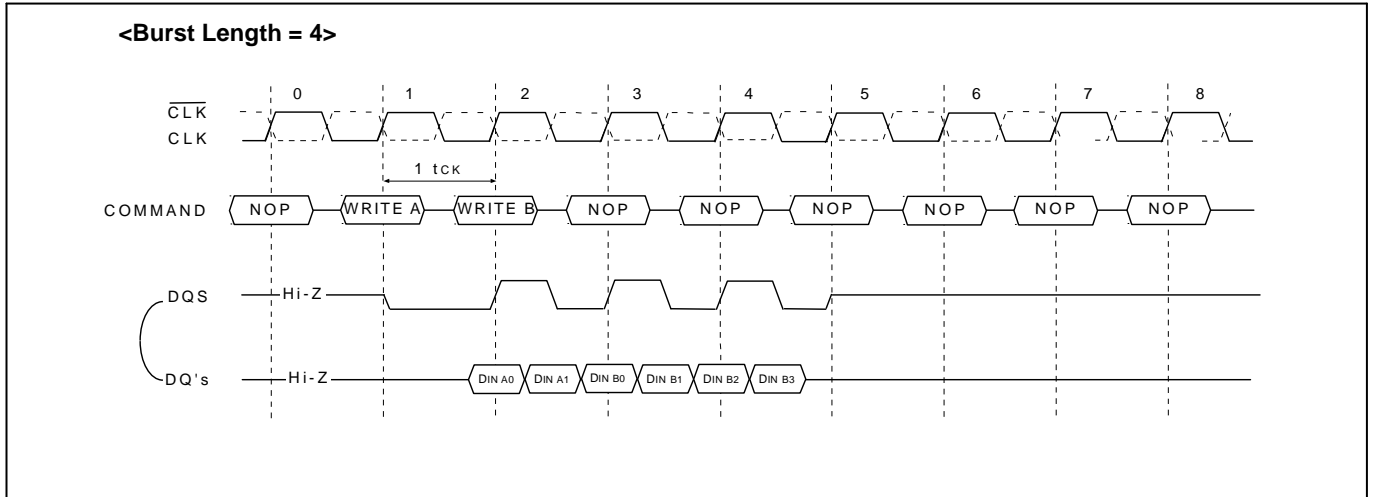 <Burst Length = 4>
0 1 2 3 4 5 6 7 8
CLK
CLK
1 tCK
COMMAND NOP WRITE A WRITE B NOP NOP NOP NOP NOP NOP
DQS Hi-Z
DQ's Hi-Z DIN A0 DIN A1 DIN B0 DIN B1 DIN B2 DIN B3